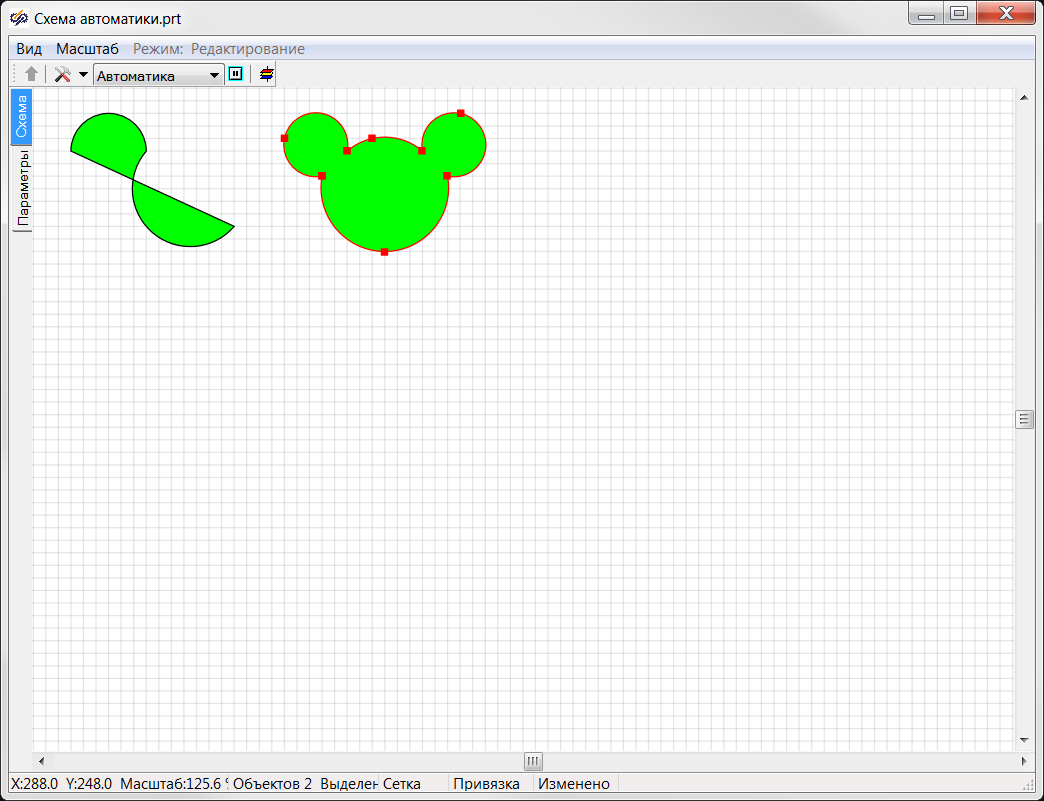 Схема автоматики.prt
Вид Масштаб Режим: Редактирование
Автоматика
Схема
Параметры
X:288.0 Y:248.0 Масштаб:125.6 % Объектов 2 Выделен Сетка Привязка Изменено